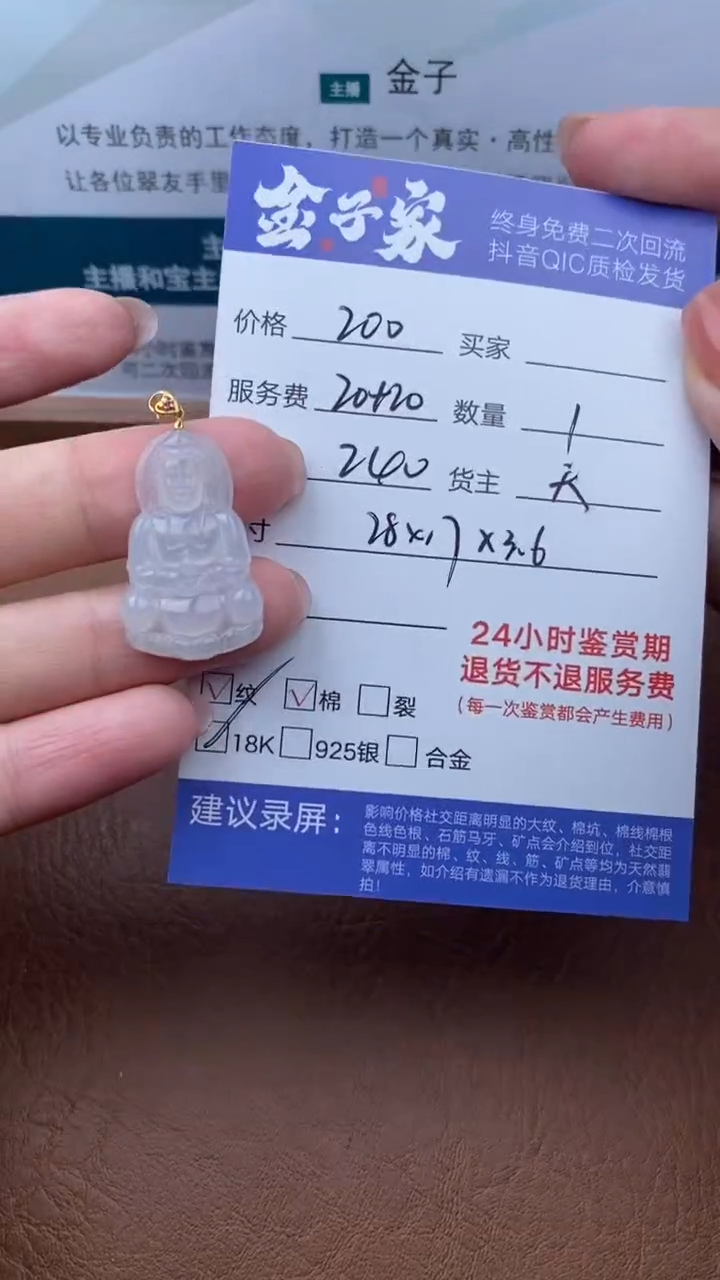 主播 金子
以专业负责的工作态度，打造一个真实·高性
让各位翠友手里
主播和宝主
金子家
终身免费二次回流
抖音QIC质检发货
价格 200 买家
服务费 20+20 数量 1
240 货主 天
寸 28×17×3.6
24小时鉴赏期
退货不退服务费
(每一次鉴赏都会产生费用)
纹 棉 裂
18K 925银 合金
建议录屏：
影响价格社交距离明显的大纹、棉坑、棉线棉根
色线色根、石筋马牙、矿点会介绍到位，社交距
离不明显的棉、纹、线、筋、矿点等均为天然翡
翠属性，如介绍有遗漏不作为退货理由，介意慎
拍！